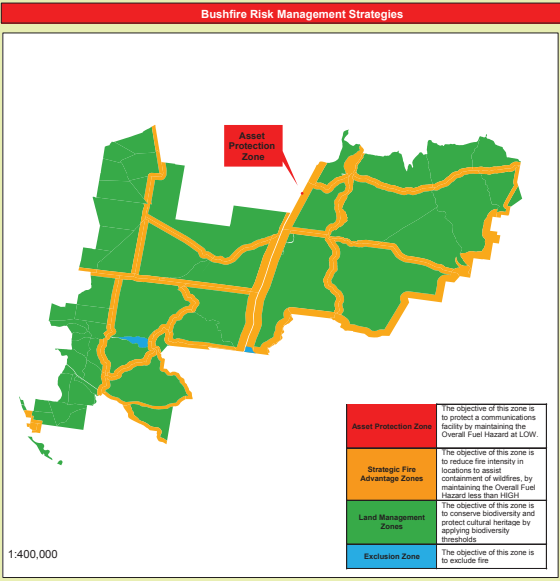 Bushfire Risk Management Strategies
Asset
Protection
Zone
Asset Protection Zone
The objective of this zone is
to protect a communications
facility by maintaining the
Overall Fuel Hazard at LOW.
Strategic Fire
Advantage Zones
The objective of this zone is
to reduce fire intensity in
locations to assist
containment of wildfires, by
maintaining the Overall Fuel
Hazard less than HIGH
Land Management
Zones
The objective of this zone is
to conserve biodiversity and
protect cultural heritage by
applying biodiversity
thresholds
Exclusion Zone
The objective of this zone is
to exclude fire
1:400,000